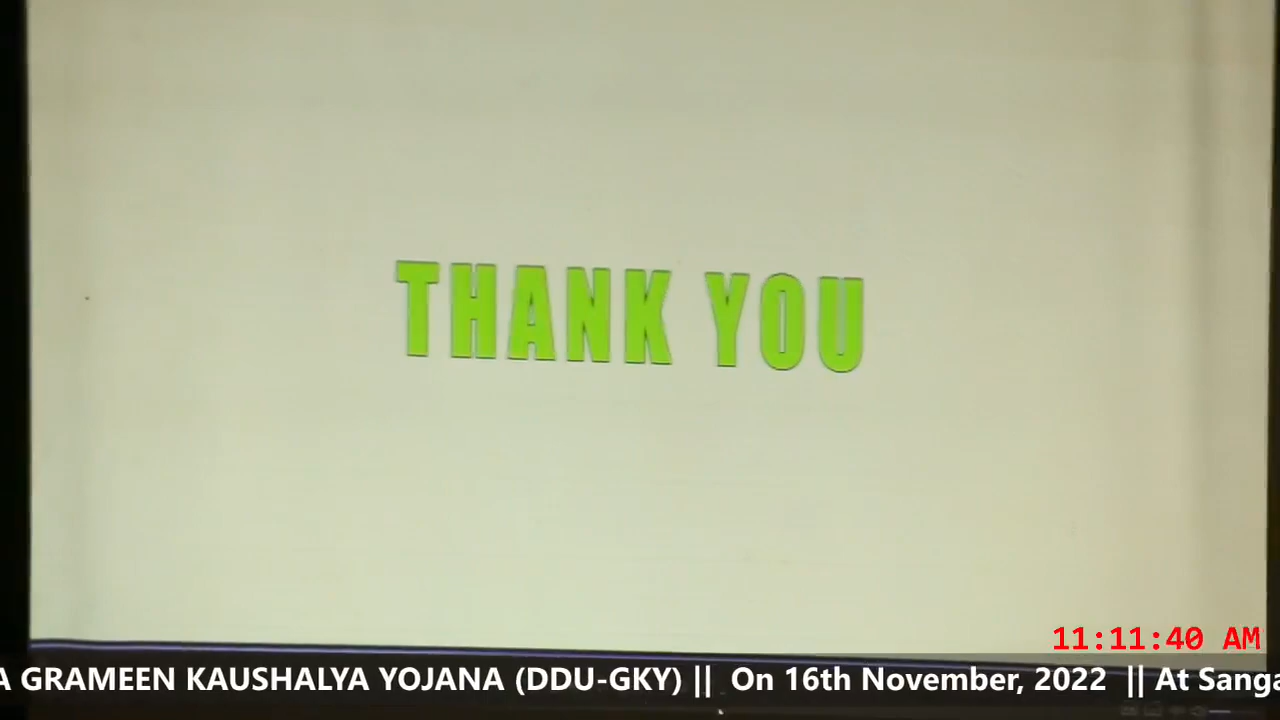 THANK YOU
11:11:40 AM
A GRAMEEN KAUSHALYA YOJANA (DDU-GKY) || On 16th November, 2022 || At Sanga